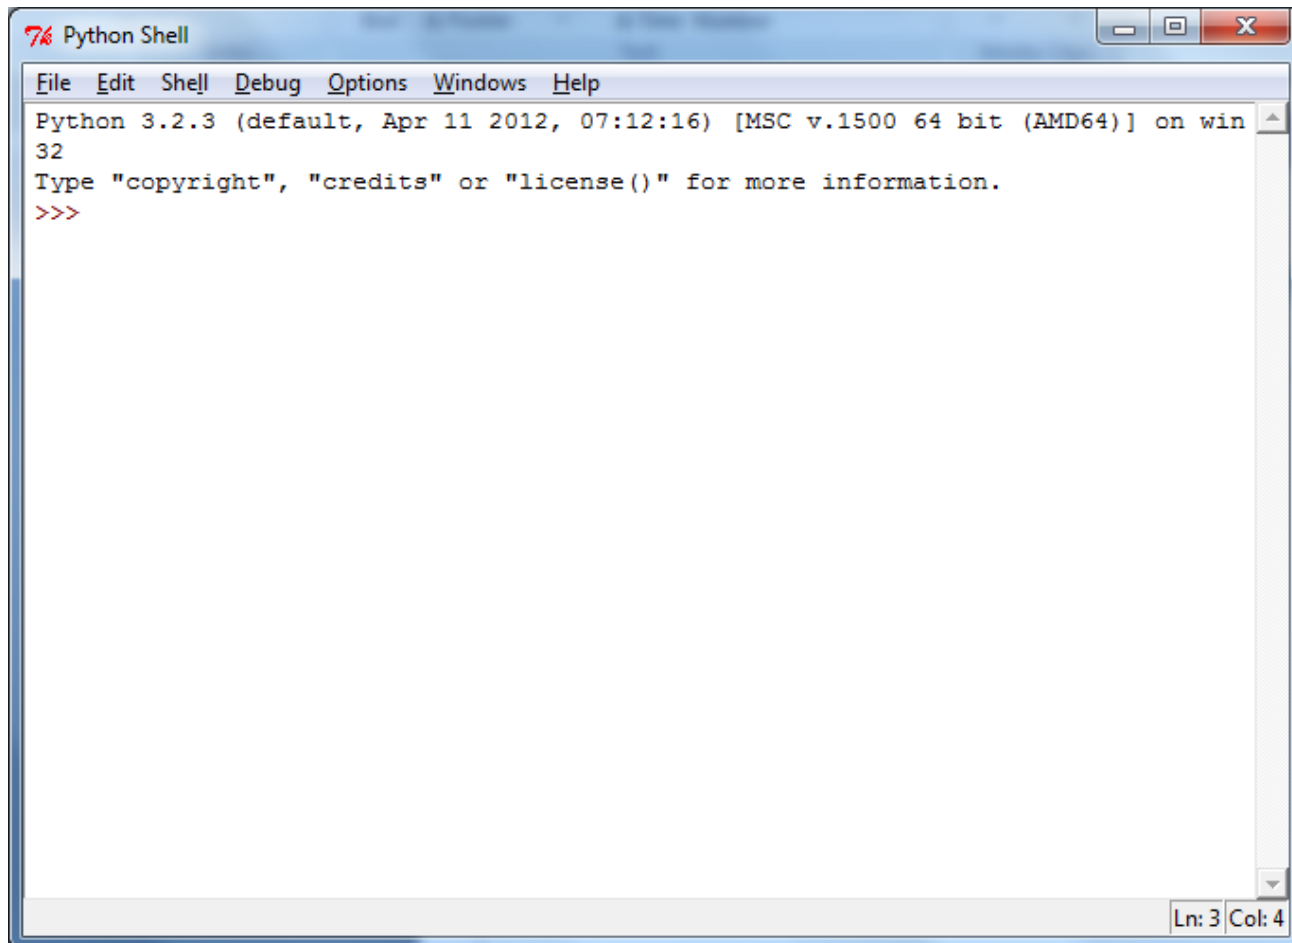 Python Shell
File Edit Shell Debug Options Windows Help
Python 3.2.3 (default, Apr 11 2012, 07:12:16) [MSC v.1500 64 bit (AMD64)] on win
32
Type "copyright", "credits" or "license()" for more information.
>>>
Ln: 3 Col: 4